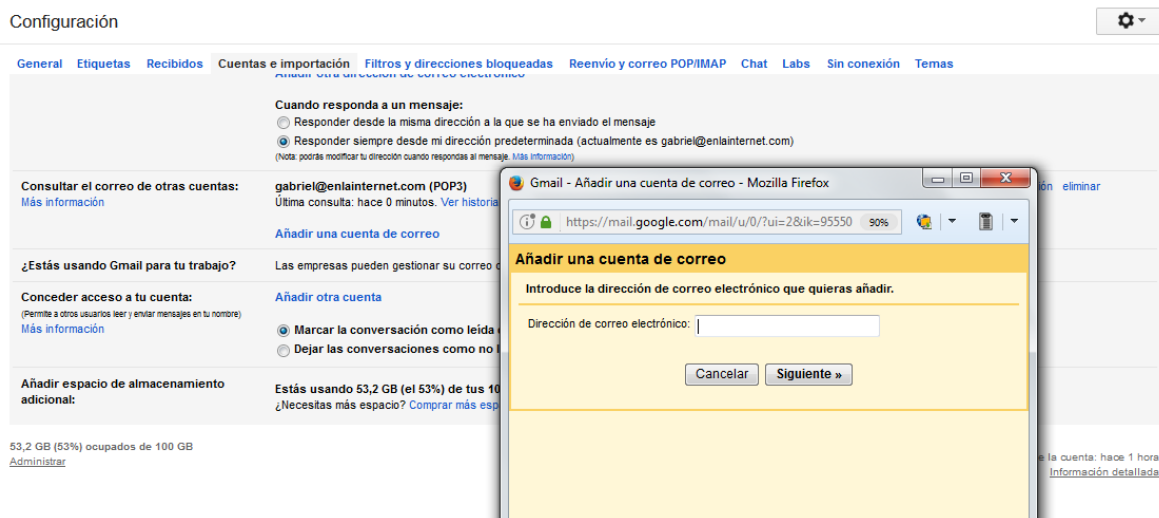 Configuración
General Etiquetas Recibidos Cuentas e importación Filtros y direcciones bloqueadas Reenvío y correo POP/IMAP Chat Labs Sin conexión Temas
Añadir otra dirección de correo electrónico
Cuando responda a un mensaje:
Responder desde la misma dirección a la que se ha enviado el mensaje
Responder siempre desde mi dirección predeterminada (actualmente es gabriel@enlainternet.com)
(Nota: podrás modificar tu dirección cuando respondas al mensaje. Más información)
Consultar el correo de otras cuentas:
Más información
gabriel@enlainternet.com (POP3)
eliminar
Última consulta: hace 0 minutos. Ver historia
Añadir una cuenta de correo
¿Estás usando Gmail para tu trabajo?
Las empresas pueden gestionar su correo
Conceder acceso a tu cuenta:
(Permite a otros usuarios leer y enviar mensajes en tu nombre)
Más información
Añadir otra cuenta
Marcar la conversación como leída
Dejar las conversaciones como no
Añadir espacio de almacenamiento
adicional:
Estás usando 53,2 GB (el 53%) de tus 10
¿Necesitas más espacio? Comprar más esp
53,2 GB (53%) ocupados de 100 GB
Administrar
Gmail - Añadir una cuenta de correo - Mozilla Firefox
https://mail.google.com/mail/u/0/?ui=2&ik=95550 90%
Añadir una cuenta de correo
Introduce la dirección de correo electrónico que quieras añadir.
Dirección de correo electrónico:
Cancelar Siguiente »
la cuenta: hace 1 hora
Información detallada